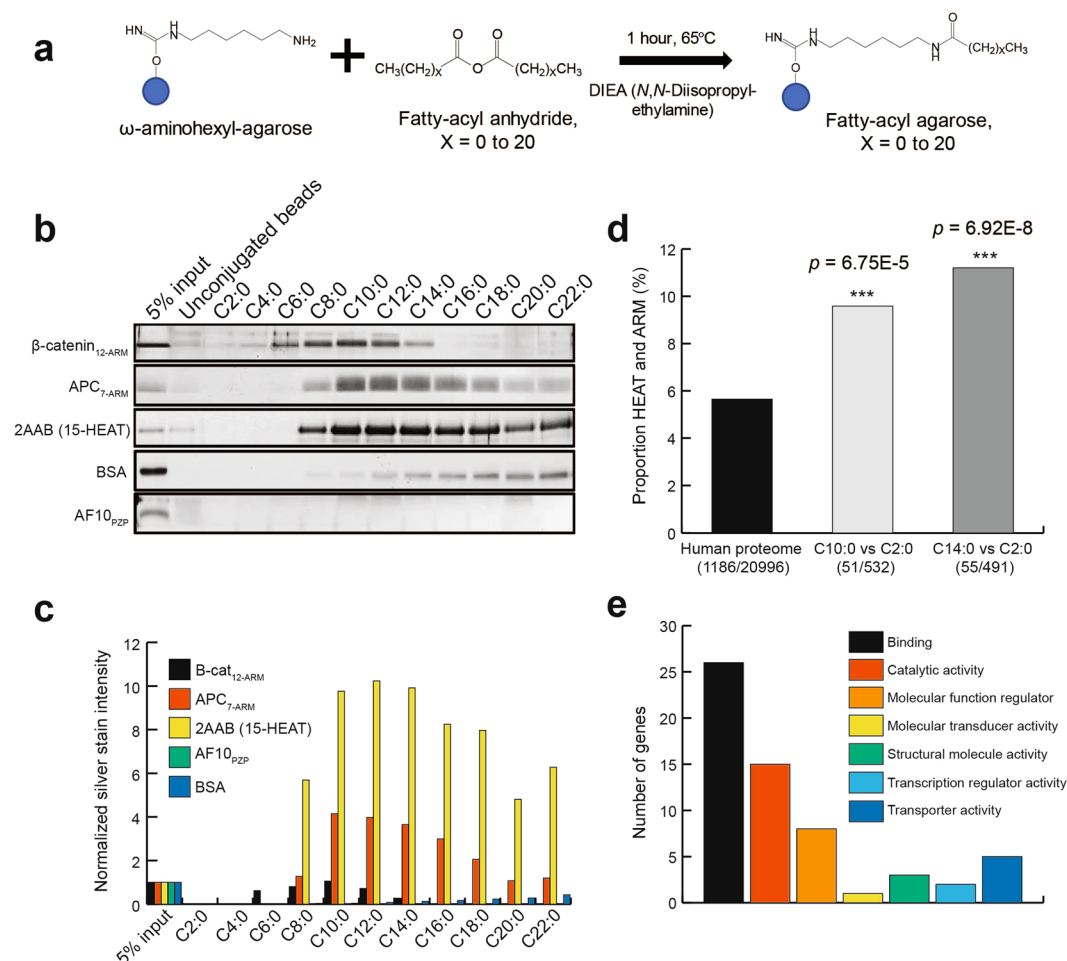 a
HN
H
N
NH2
O
ω-aminohexyl-agarose
+
O O
CH3(CH2)x O (CH2)xCH3
Fatty-acyl anhydride,
X = 0 to 20
1 hour, 65°C
DIEA (N,N-Diisopropyl-
ethylamine)
HN
H
N
O
N
H
O
(CH2)xCH3
Fatty-acyl agarose,
X = 0 to 20
b
5% input
Unconjugated beads
C2:0
C4:0
C6:0
C8:0
C10:0
C12:0
C14:0
C16:0
C18:0
C20:0
C22:0
β-catenin12-ARM
APC7-ARM
2AAB (15-HEAT)
BSA
AF10PZP
c
Normalized silver stain intensity
12
10
8
6
4
2
0
B-cat12-ARM
APC7-ARM
2AAB (15-HEAT)
AF10PZP
BSA
5% input
C2:0
C4:0
C6:0
C8:0
C10:0
C12:0
C14:0
C16:0
C18:0
C20:0
C22:0
d
Proportion HEAT and ARM (%)
12
10
8
6
4
2
0
p = 6.75E-5
***
p = 6.92E-8
***
Human proteome
(1186/20996)
C10:0 vs C2:0
(51/532)
C14:0 vs C2:0
(55/491)
e
Number of genes
30
25
20
15
10
5
0
Binding
Catalytic activity
Molecular function regulator
Molecular transducer activity
Structural molecule activity
Transcription regulator activity
Transporter activity